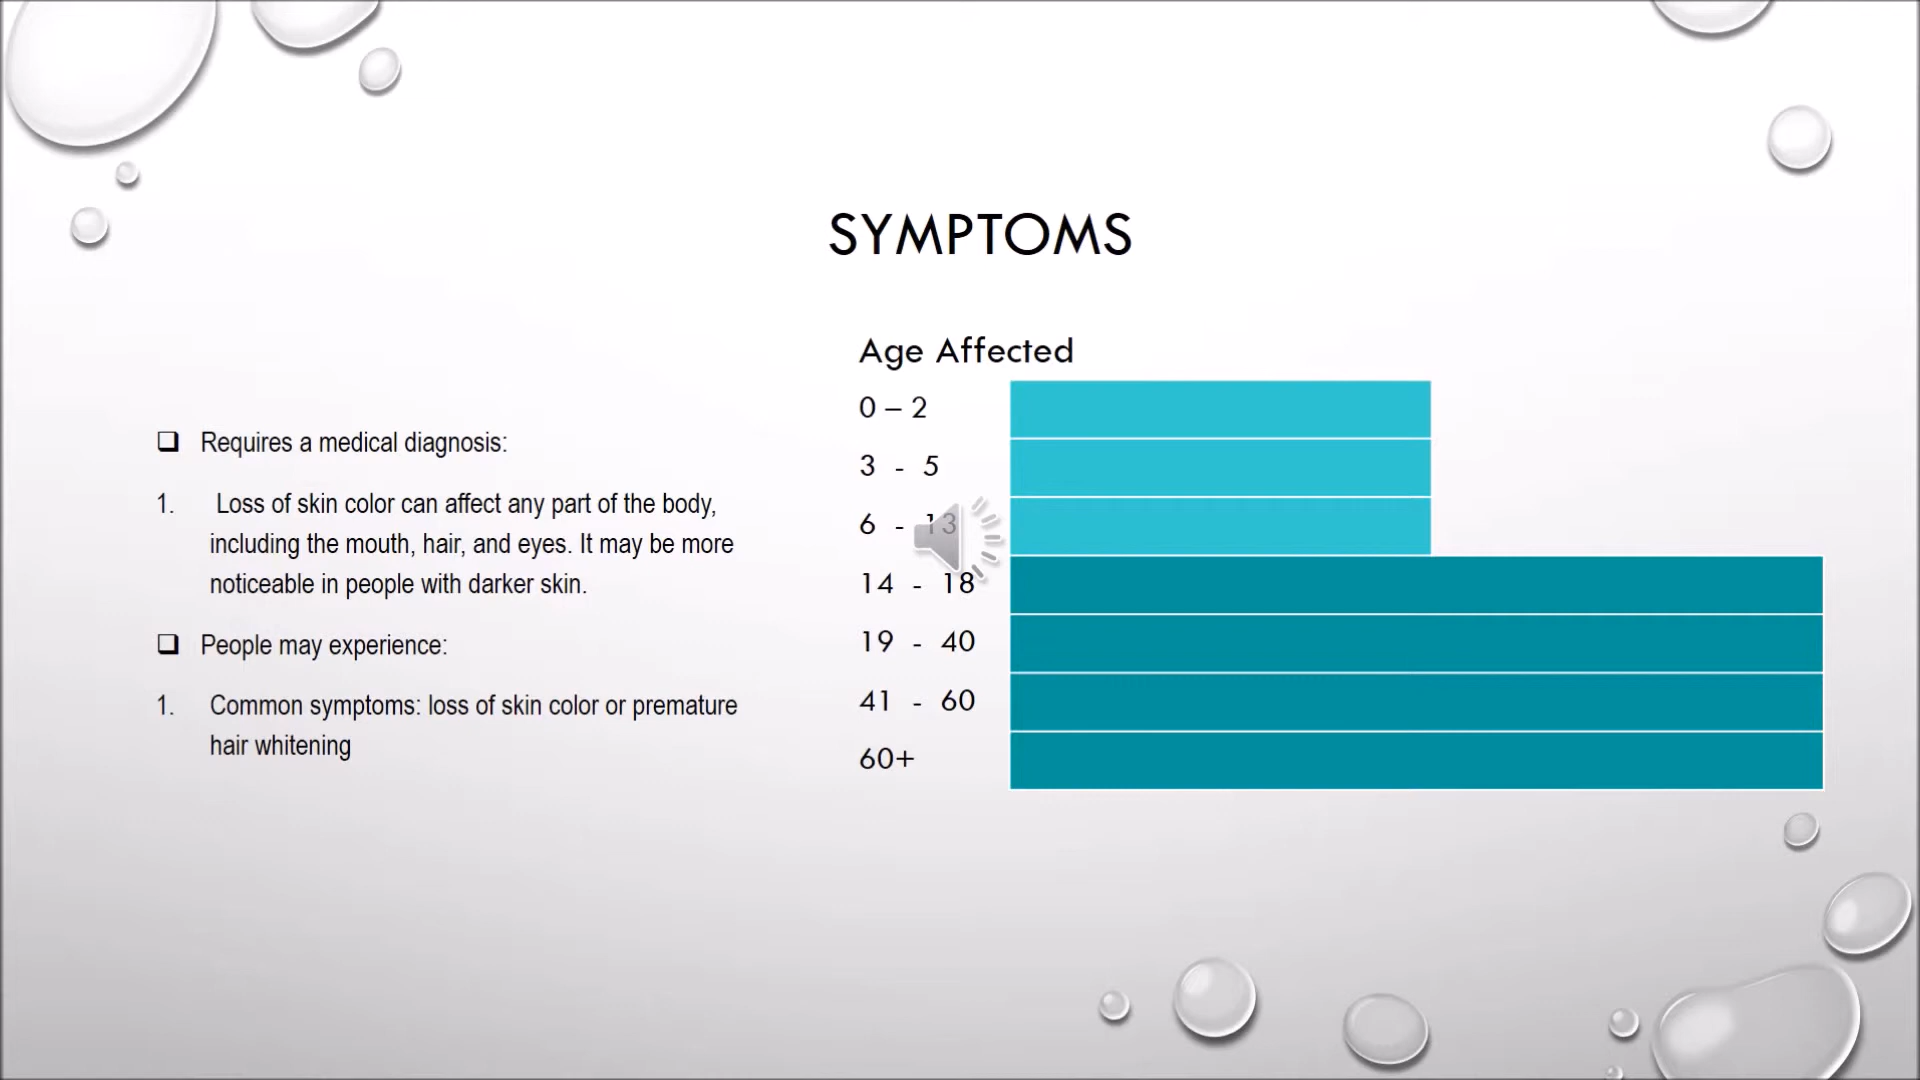 SYMPTOMS
❑ Requires a medical diagnosis:
1. Loss of skin color can affect any part of the body,
including the mouth, hair, and eyes. It may be more
noticeable in people with darker skin.
❑ People may experience:
1. Common symptoms: loss of skin color or premature
hair whitening
Age Affected
0 – 2
3 - 5
6 - 13
14 - 18
19 - 40
41 - 60
60+